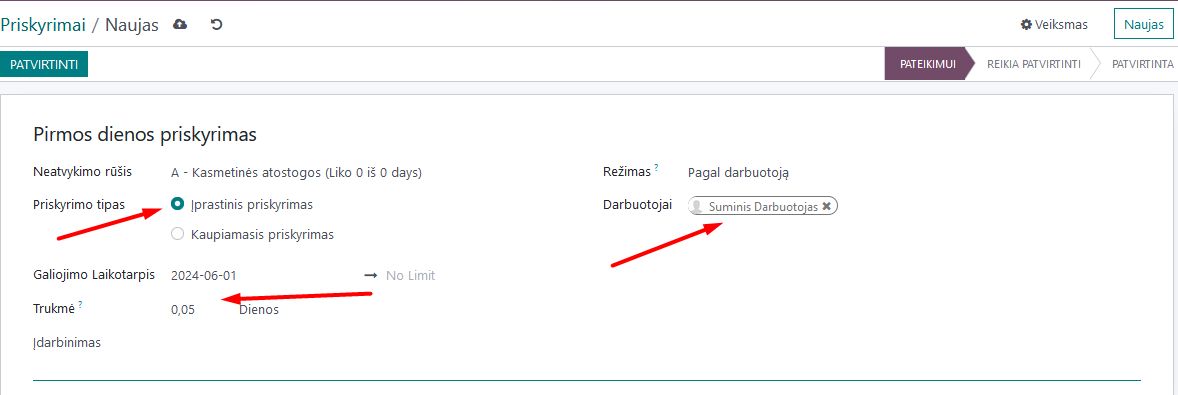 Priskyrimai / Naujas Veiksmas Naujas
PATVIRTINTI PATEIKIMUI REIKIA PATVIRTINTI PATVIRTINTA
Pirmos dienos priskyrimas
Neatvykimo rūšis A - Kasmetinės atostogos (Liko 0 iš 0 days) Režimas ? Pagal darbuotoją
Priskyrimo tipas Įprastinis priskyrimas Darbuotojai Suminis Darbuotojas ✖
Kaupiamasis priskyrimas
Galiojimo Laikotarpis 2024-06-01 → No Limit
Trukmė ? 0,05 Dienos
Įdarbinimas